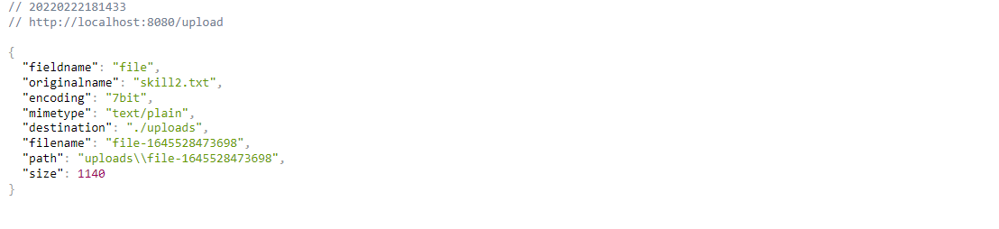 // 20220222181433
// http://localhost:8080/upload

{
  "fieldname": "file",
  "originalname": "skill2.txt",
  "encoding": "7bit",
  "mimetype": "text/plain",
  "destination": "./uploads",
  "filename": "file-1645528473698",
  "path": "uploads\\file-1645528473698",
  "size": 1140
}